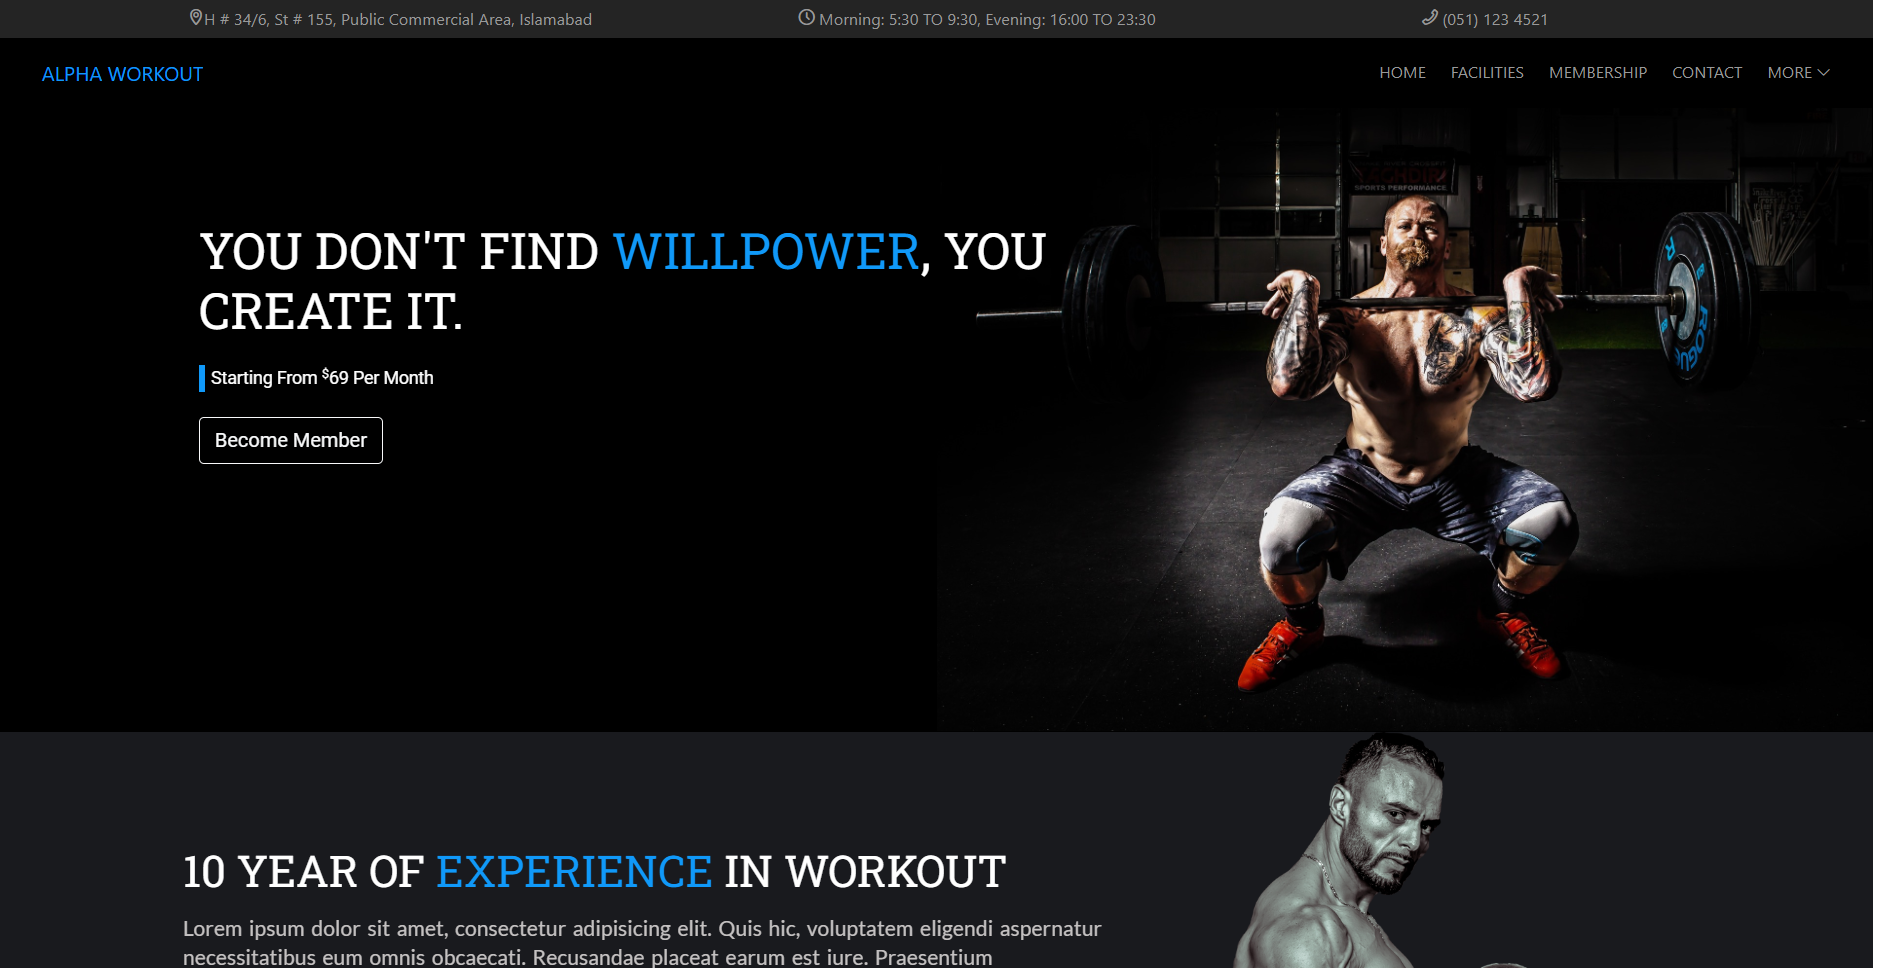 H # 34/6, St # 155, Public Commercial Area, Islamabad
Morning: 5:30 TO 9:30, Evening: 16:00 TO 23:30
(051) 123 4521
ALPHA WORKOUT
HOME FACILITIES MEMBERSHIP CONTACT MORE
YOU DON'T FIND WILLPOWER, YOU
CREATE IT.
Starting From $69 Per Month
Become Member
SPORTS PERFORMANCE
ROGUE
10 YEAR OF EXPERIENCE IN WORKOUT
Lorem ipsum dolor sit amet, consectetur adipisicing elit. Quis hic, voluptatem eligendi aspernatur
necessitatibus eum omnis obcaecati. Recusandae placeat earum est iure. Praesentium